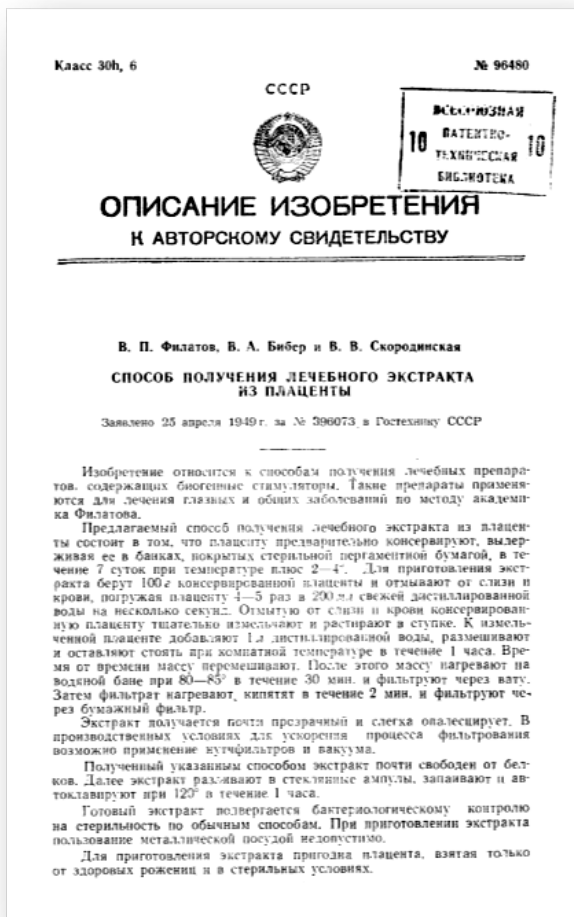 Класс 30h, 6
№ 96480
СССР
ВСЕСОЮЗНАЯ
10 ПАТЕНТНО- 10
ТЕХНИЧЕСКАЯ
БИБЛИОТЕКА
ОПИСАНИЕ ИЗОБРЕТЕНИЯ
К АВТОРСКОМУ СВИДЕТЕЛЬСТВУ
В. П. Филатов, В. А. Бибер и В. В. Скородинская
СПОСОБ ПОЛУЧЕНИЯ ЛЕЧЕБНОГО ЭКСТРАКТА
ИЗ ПЛАЦЕНТЫ
Заявлено 25 апреля 1949 г. за № 396073 в Гостехнику СССР
Изобретение относится к способам получения лечебных препара-
тов, содержащих биогенные стимуляторы. Такие препараты применя-
ются для лечения глазных и общих заболеваний по методу академи-
ка Филатова.
Предлагаемый способ получения лечебного экстракта из плацен-
ты состоит в том, что плаценту предварительно консервируют, выдер-
живая ее в банках, покрытых стерильной пергаментной бумагой, в те-
чение 7 суток при температуре плюс 2—4°. Для приготовления экст-
ракта берут 100 г консервированной плаценты и отмывают от слизи и
крови, погружая плаценту 4—5 раз в 200 мл свежей дистиллированной
воды на несколько секунд. Отмытую от слизи и крови консервирован-
ную плаценту тщательно измельчают и растирают в ступке. К измель-
ченной плаценте добавляют 1 л дистиллированной воды, размешивают
и оставляют стоять при комнатной температуре в течение 1 часа. Вре-
мя от времени массу перемешивают. После этого массу нагревают на
водяной бане при 80—85° в течение 30 мин. и фильтруют через вату.
Затем фильтрат нагревают, кипятят в течение 2 мин. и фильтруют че-
рез бумажный фильтр.
Экстракт получается почти прозрачный и слегка опалесцирует. В
производственных условиях для ускорения процесса фильтрования
возможно применение нутчфильтров и вакуума.
Полученный указанным способом экстракт почти свободен от бел-
ков. Далее экстракт разливают в стеклянные ампулы, запаивают и ав-
токлавируют при 120° в течение 1 часа.
Готовый экстракт подвергается бактериологическому контролю
на стерильность по обычным способам. При приготовлении экстракта
пользование металлической посудой недопустимо.
Для приготовления экстракта пригодна плацента, взятая только
от здоровых рожениц и в стерильных условиях.